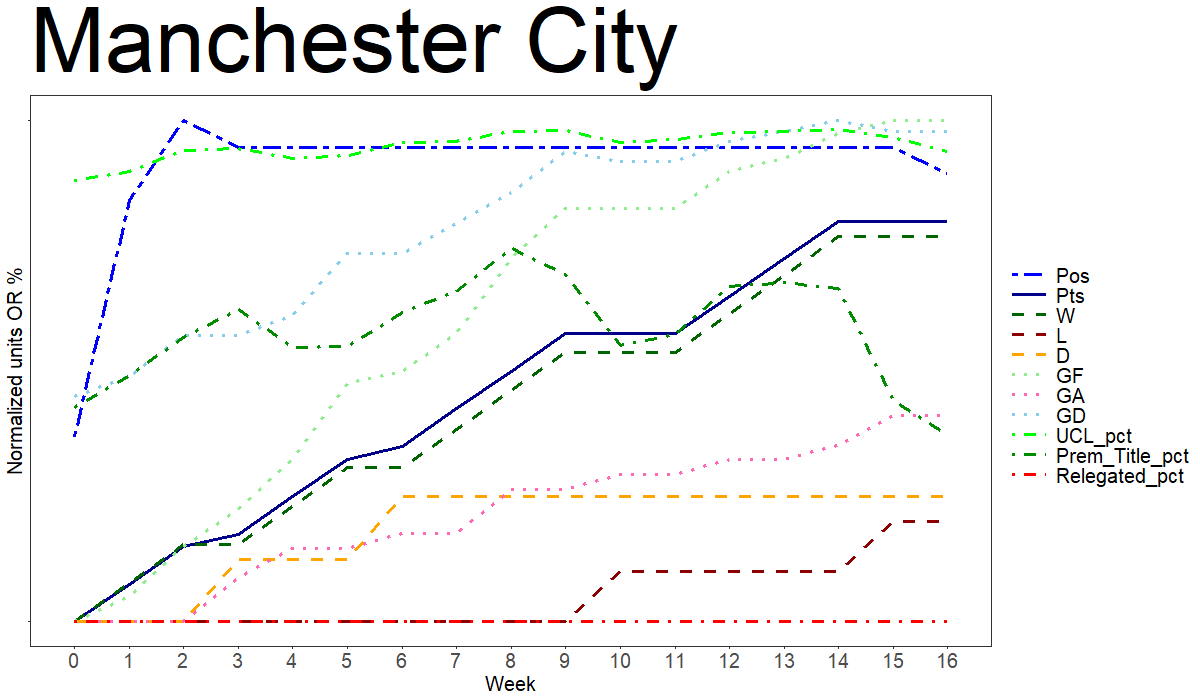 Manchester City
Normalized units OR %
Pos
Pts
W
L
D
GF
GA
GD
UCL_pct
Prem_Title_pct
Relegated_pct
0 1 2 3 4 5 6 7 8 9 10 11 12 13 14 15 16
Week